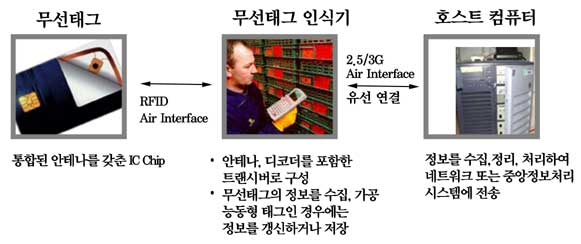 무선태그
무선태그 인식기
호스트 컴퓨터
RFID
Air Interface
2,5/3G
Air Interface
유선 연결
통합된 안테나를 갖춘 IC Chip
• 안테나, 디코더를 포함한
트랜시버로 구성
• 무선태그의 정보를 수집, 가공
능동형 태그인 경우에는
정보를 갱신하거나 저장
정보를 수집,정리, 처리하여
네트워크 또는 중앙정보처리
시스템에 전송